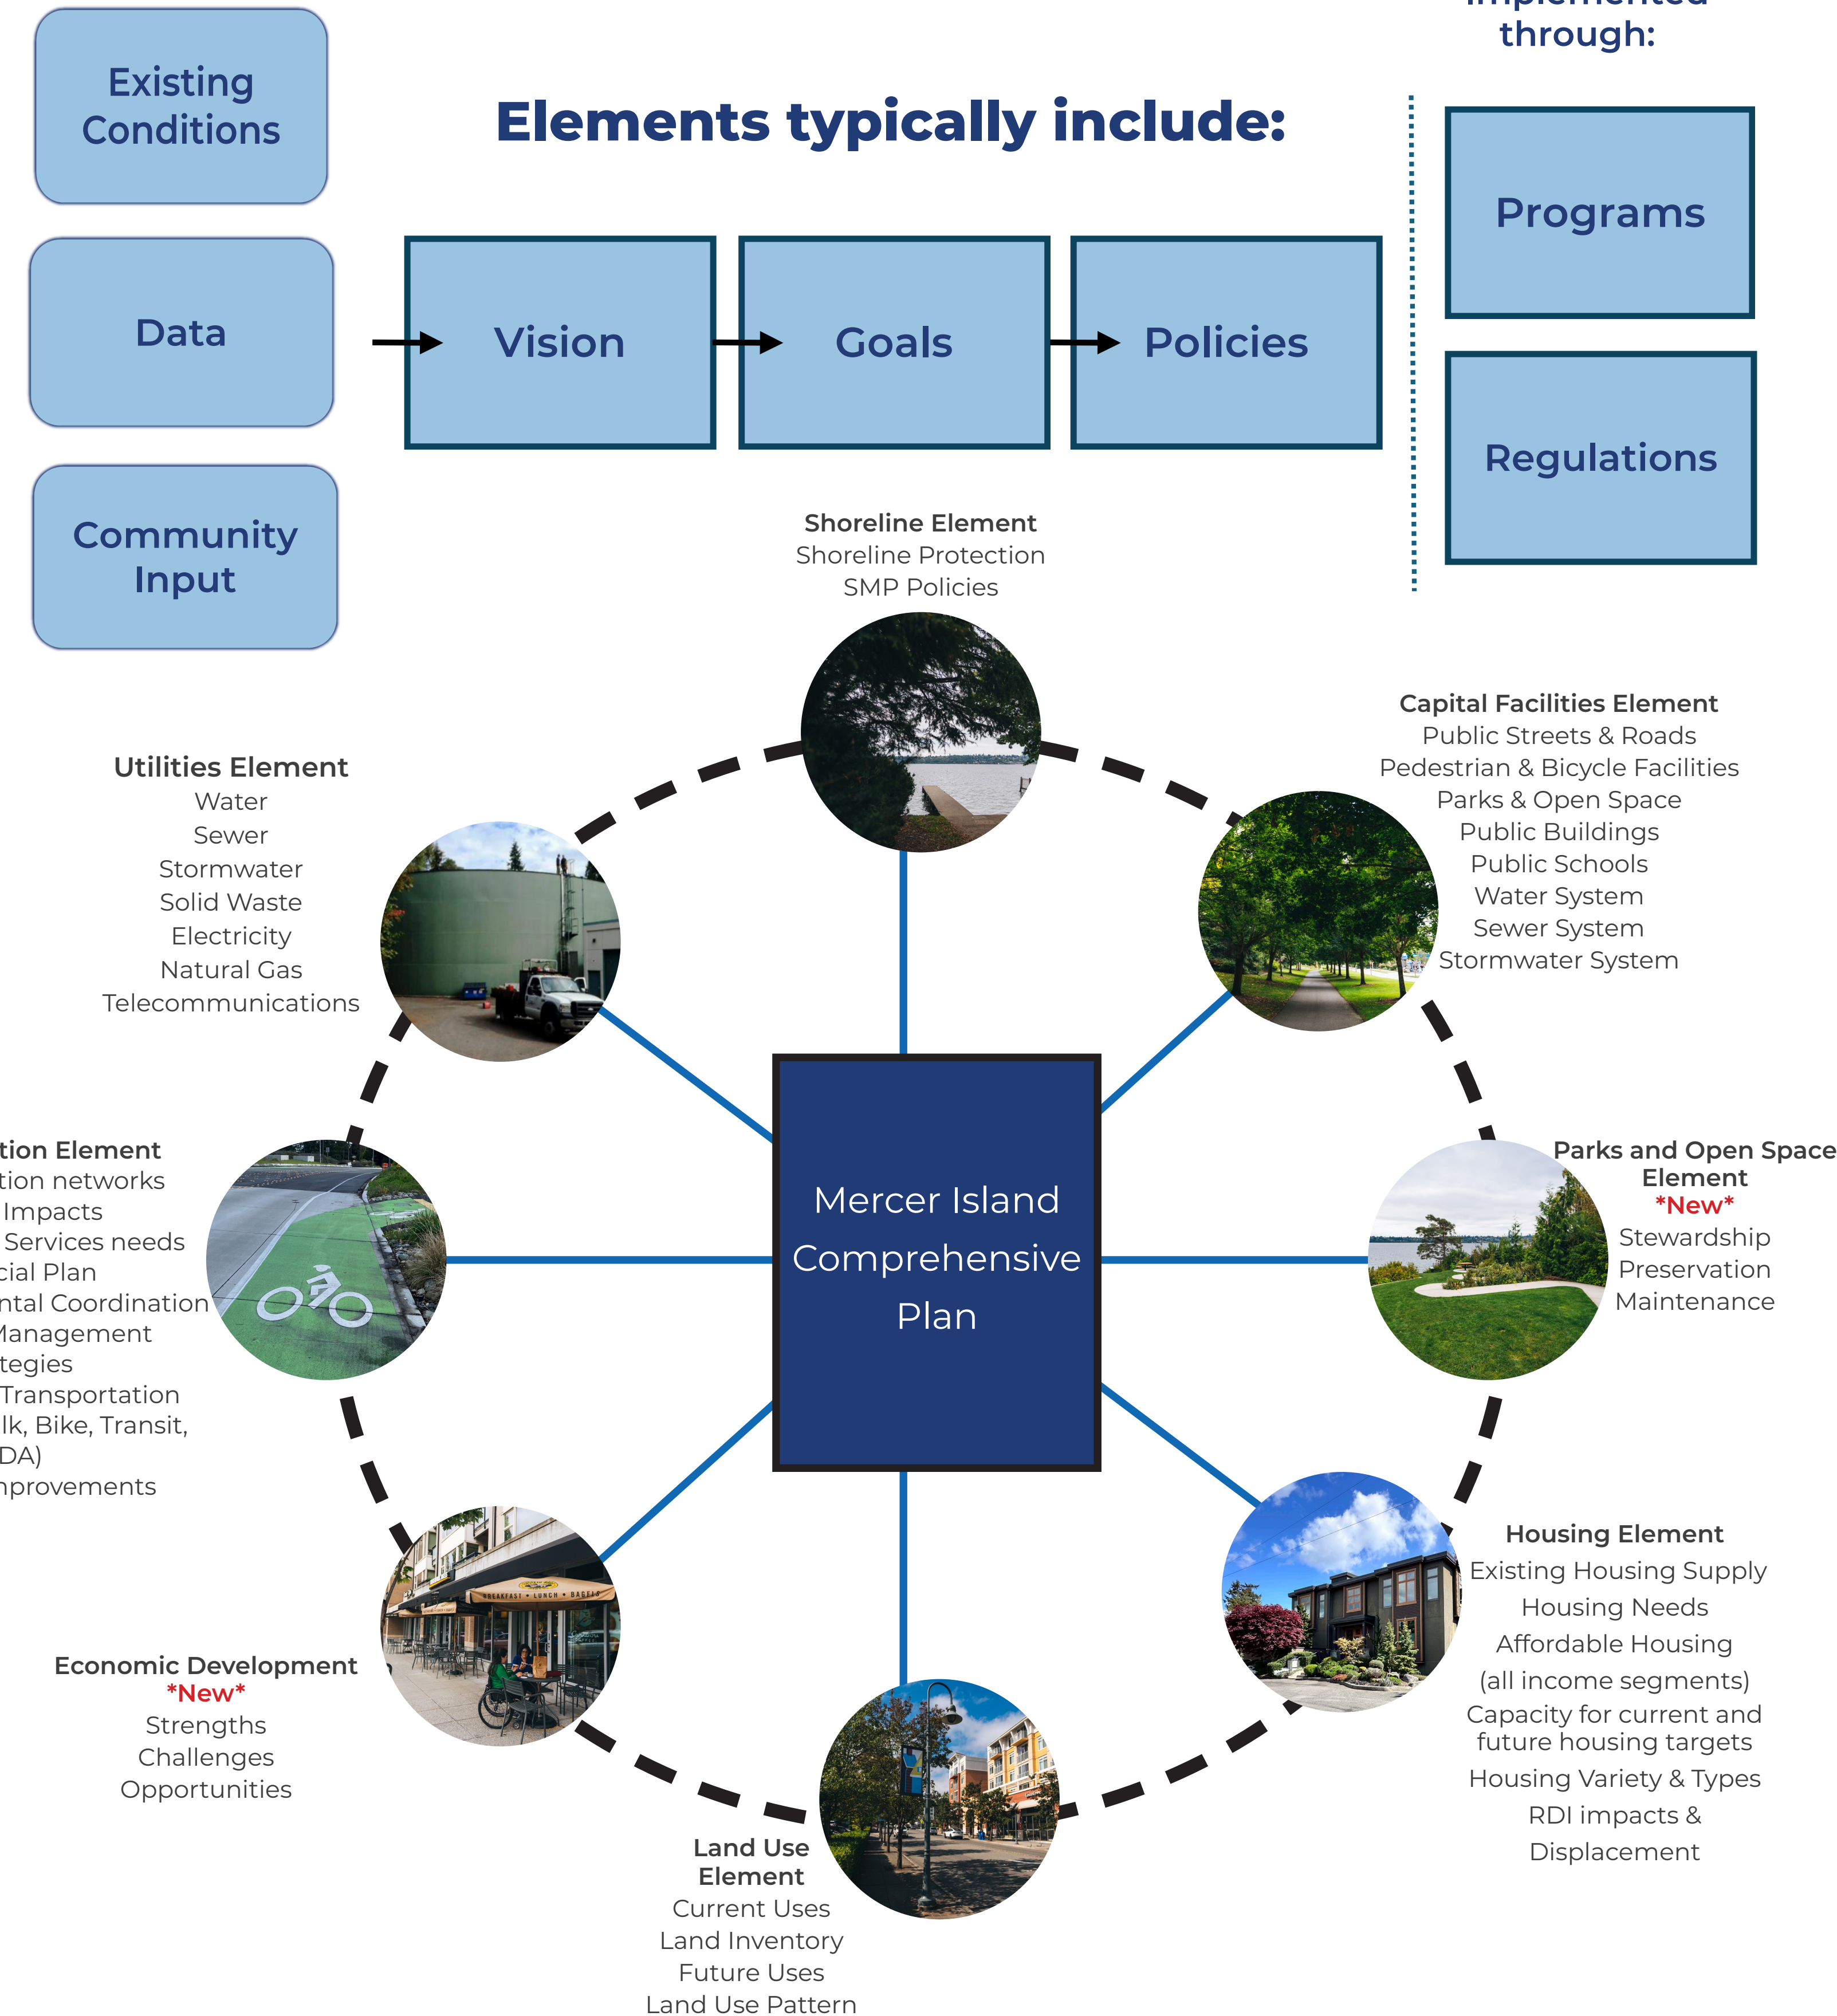 Existing
Conditions
Data
Community
Input
Elements typically include:
Vision
Goals
Policies
Implemented
through:
Programs
Regulations
Shoreline Element
Shoreline Protection
SMP Policies
Capital Facilities Element
Public Streets & Roads
Pedestrian & Bicycle Facilities
Parks & Open Space
Public Buildings
Public Schools
Water System
Sewer System
Stormwater System
Utilities Element
Water
Sewer
Stormwater
Solid Waste
Electricity
Natural Gas
Telecommunications
Mercer Island
Comprehensive
Plan
Parks and Open Space
Element
*New*
Stewardship
Preservation
Maintenance
tion Element
tion networks
Impacts
Services needs
cial Plan
ntal Coordination
Management
tegies
Transportation
lk, Bike, Transit,
DA)
mprovements
BREAKFAST • LUNCH • BAGELS
Economic Development
*New*
Strengths
Challenges
Opportunities
Housing Element
Existing Housing Supply
Housing Needs
Affordable Housing
(all income segments)
Capacity for current and
future housing targets
Housing Variety & Types
RDI impacts &
Displacement
Land Use
Element
Current Uses
Land Inventory
Future Uses
Land Use Pattern